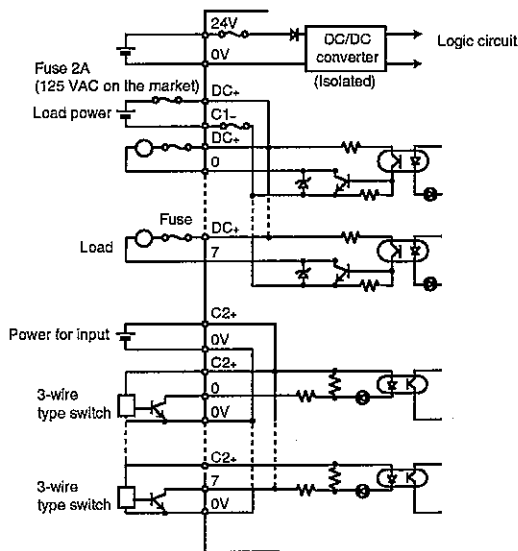 24V
0V
DC/DC
converter
(Isolated)
Logic circuit
Fuse 2A
(125 VAC on the market)
DC+
Load power
C1-
DC+
0
Fuse
DC+
Load
7
C2+
Power for input
0V
C2+
3-wire
type switch
0
0V
C2+
3-wire
type switch
7
0V